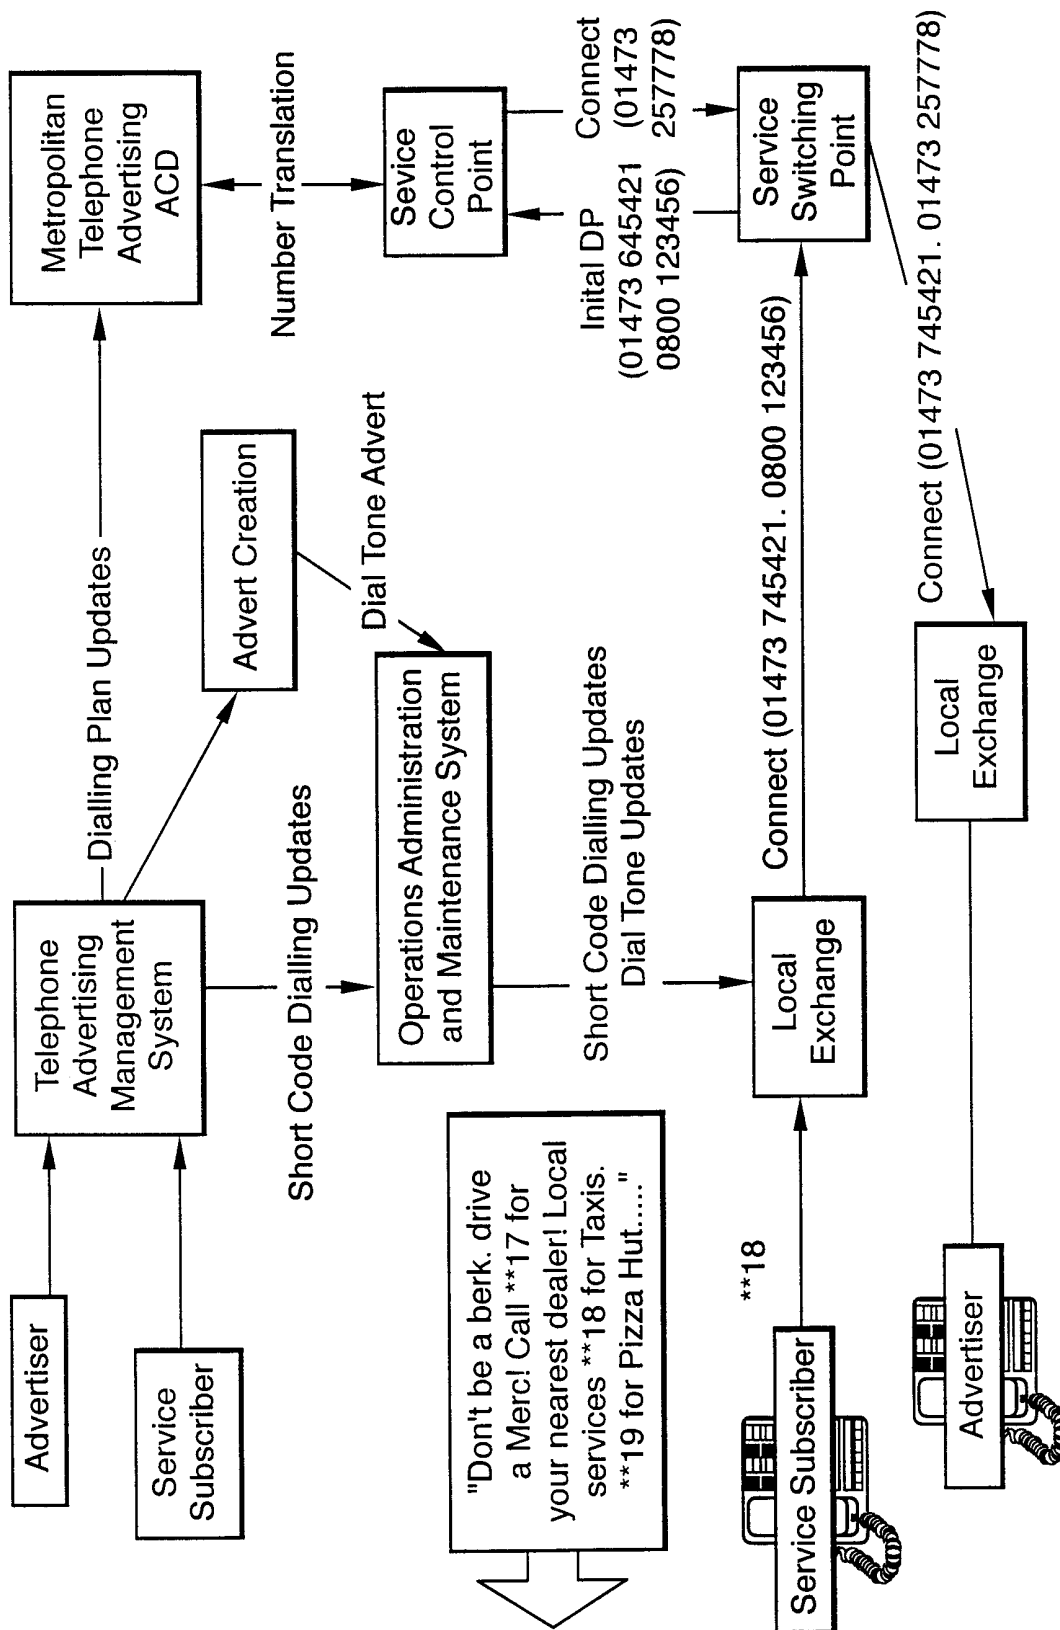 Advertiser
Service
Subscriber
Telephone
Advertising
Management
System
Dialling Plan Updates
Metropolitan
Telephone
Advertising
ACD
Advert Creation
Number Translation
Short Code Dialling Updates
Dial Tone Advert
Operations Administration
and Maintenance System
Sevice
Control
Point
"Don't be a berk. drive
a Merc! Call **17 for
your nearest dealer! Local
services **18 for Taxis.
**19 for Pizza Hut....."
Short Code Dialling Updates
Dial Tone Updates
Inital DP
(01473 645421
0800 123456)
Connect
(01473
257778)
Service Subscriber
**18
Local
Exchange
Connect (01473 745421. 0800 123456)
Service
Switching
Point
Advertiser
Local
Exchange
Connect (01473 745421. 01473 257778)